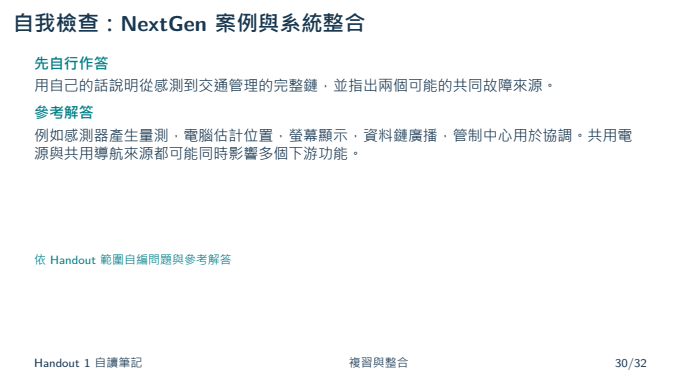 自我檢查：NextGen 案例與系統整合
先自行作答
用自己的話說明從感測到交通管理的完整鏈，並指出兩個可能的共同故障來源。
參考解答
例如感測器產生量測，電腦估計位置，螢幕顯示，資料鏈廣播，管制中心用於協調。共用電
源與共用導航來源都可能同時影響多個下游功能。
依 Handout 範圍自編問題與參考解答
Handout 1 自讀筆記
複習與整合
30/32